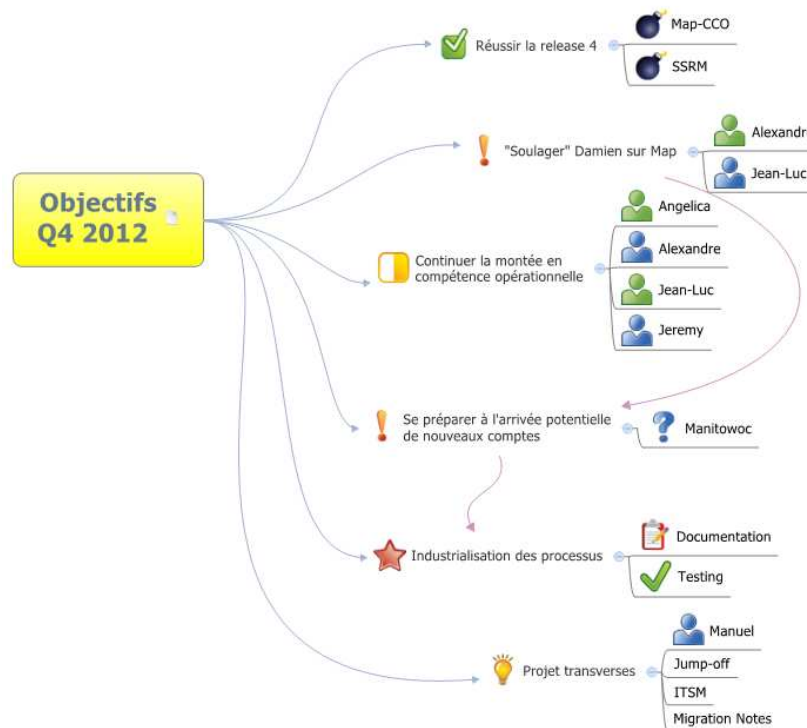 Objectifs
Q4 2012
Réussir la release 4
Map-CCO
SSRM
"Soulager" Damien sur Map
Alexandre
Jean-Luc
Continuer la montée en
compétence opérationnelle
Angelica
Alexandre
Jean-Luc
Jeremy
Se préparer à l'arrivée potentielle
de nouveaux comptes
Manitowoc
Industrialisation des processus
Documentation
Testing
Projet transverses
Manuel
Jump-off
ITSM
Migration Notes